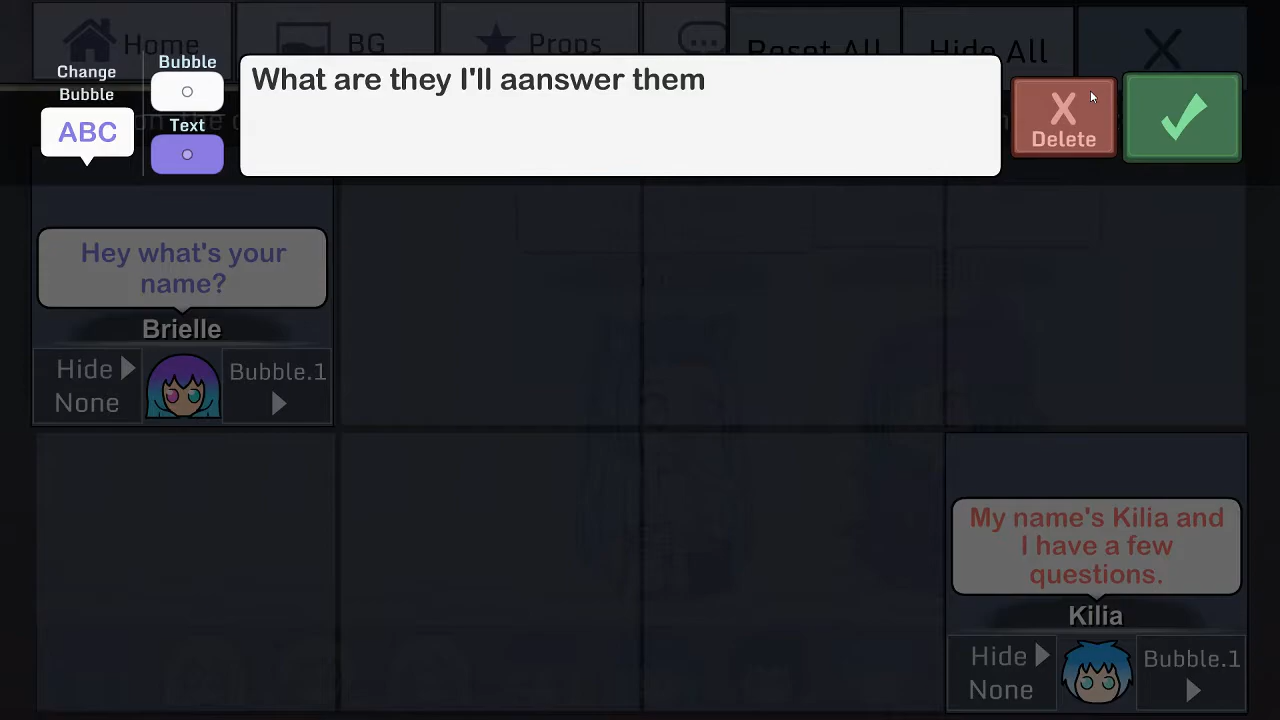 Home
BG
Props
Reset All
Hide All
X
Change
Bubble
ABC
Bubble
Text
What are they I'll aanswer them
X
Delete
on the
Hey what's your
name?
Brielle
Hide
None
Bubble.1
My name's Kilia and
I have a few
questions.
Kilia
Hide
None
Bubble.1